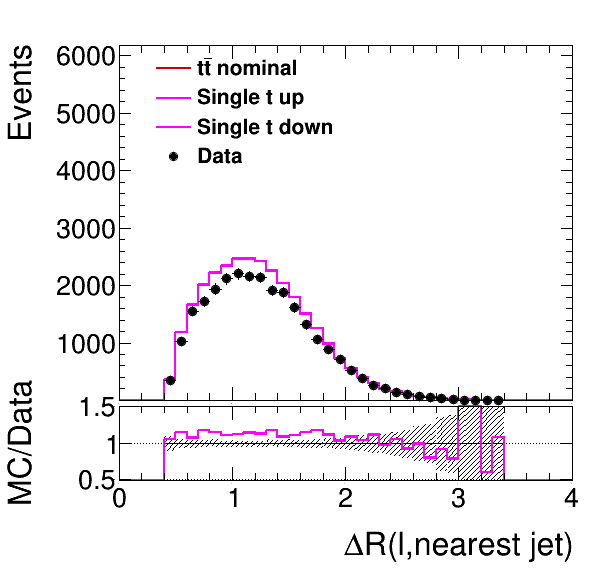 Events
6000
5000
4000
3000
2000
1000
tt̄ nominal
Single t up
Single t down
Data
MC/Data
1.5
1
0.5
0 1 2 3 4
ΔR(l,nearest jet)